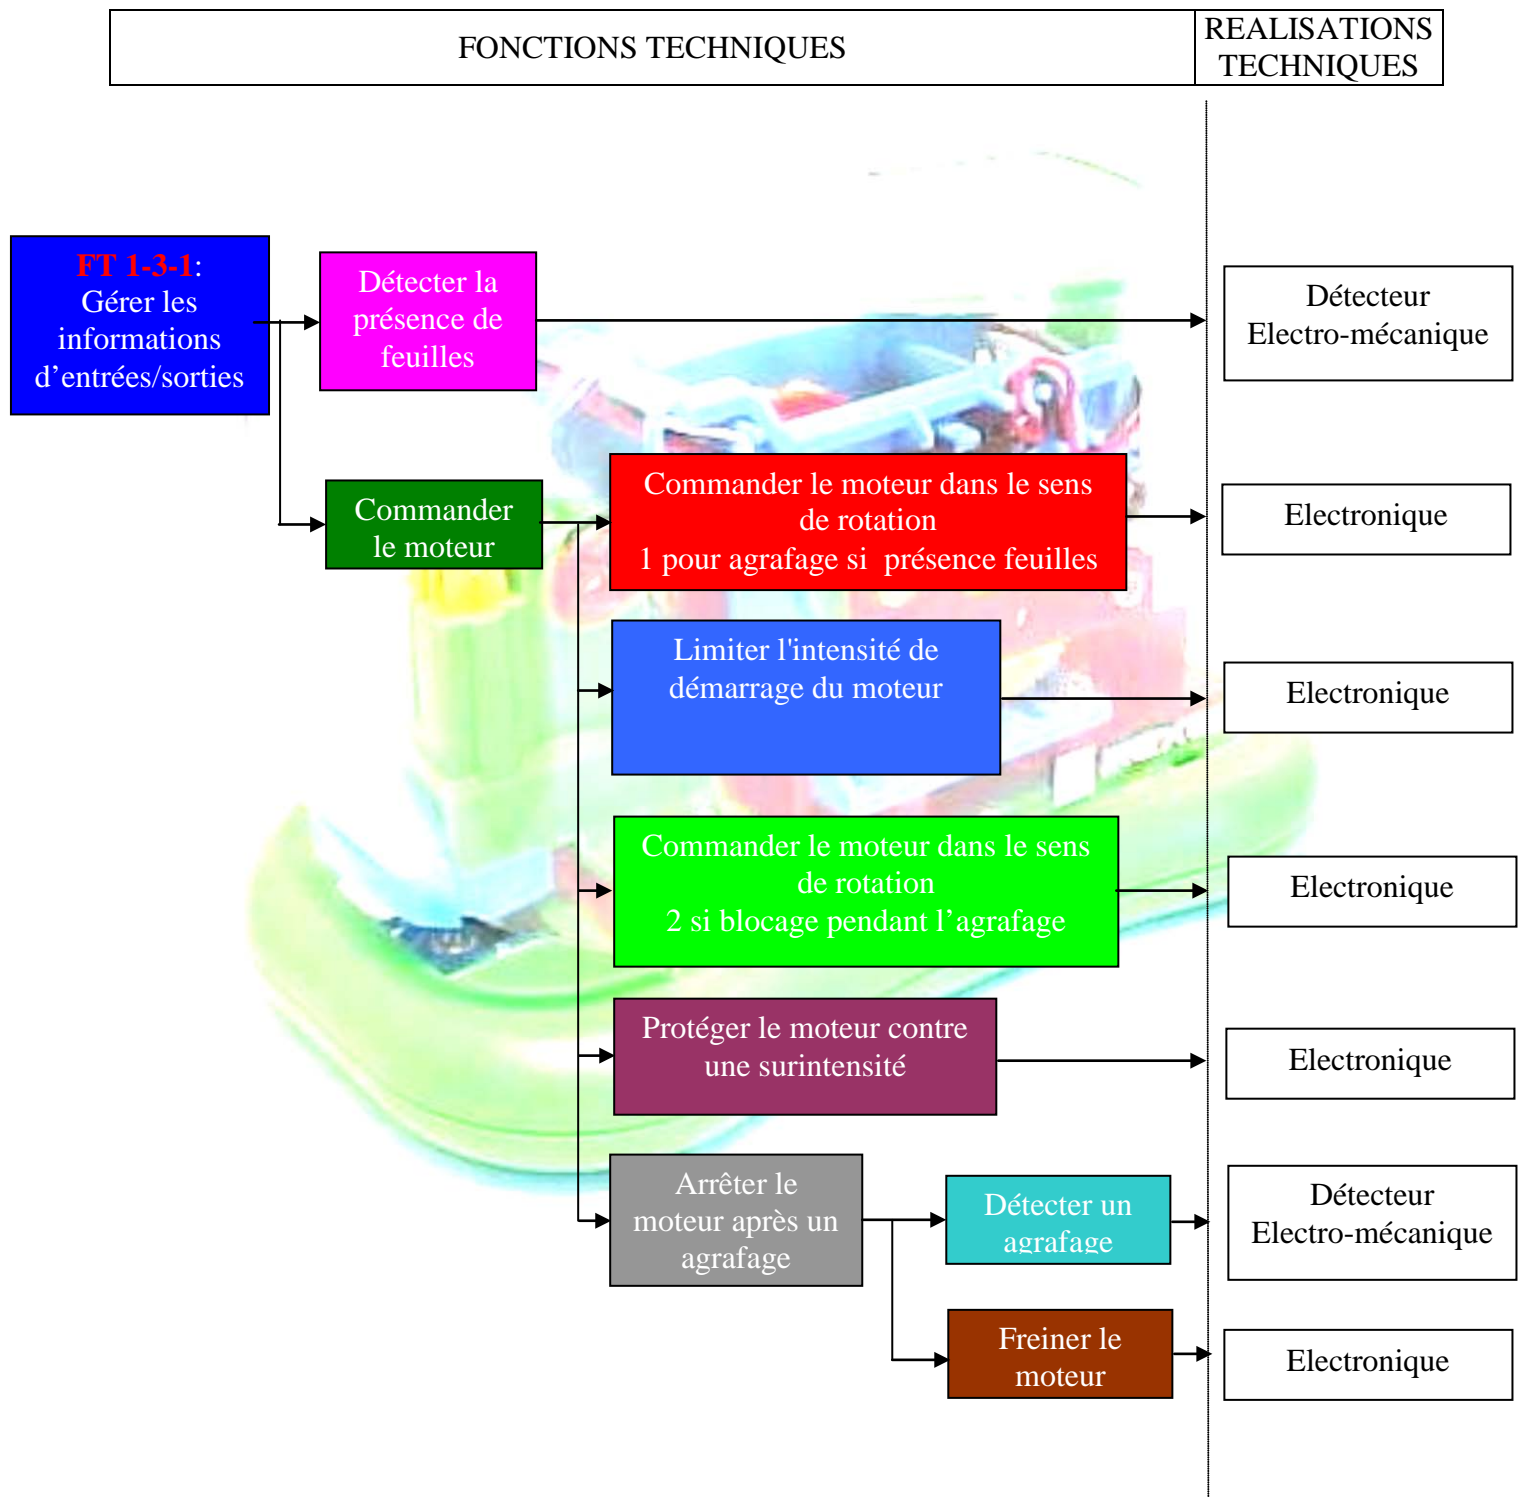 FONCTIONS TECHNIQUES
REALISATIONS
TECHNIQUES
FT 1-3-1:
Gérer les
informations
d’entrées/sorties
Détecter la
présence de
feuilles
Détecteur
Electro-mécanique
Commander
le moteur
Commander le moteur dans le sens
de rotation
1 pour agrafage si présence feuilles
Electronique
Limiter l'intensité de
démarrage du moteur
Electronique
Commander le moteur dans le sens
de rotation
2 si blocage pendant l’agrafage
Electronique
Protéger le moteur contre
une surintensité
Electronique
Arrêter le
moteur après un
agrafage
Détecter un
agrafage
Détecteur
Electro-mécanique
Freiner le
moteur
Electronique